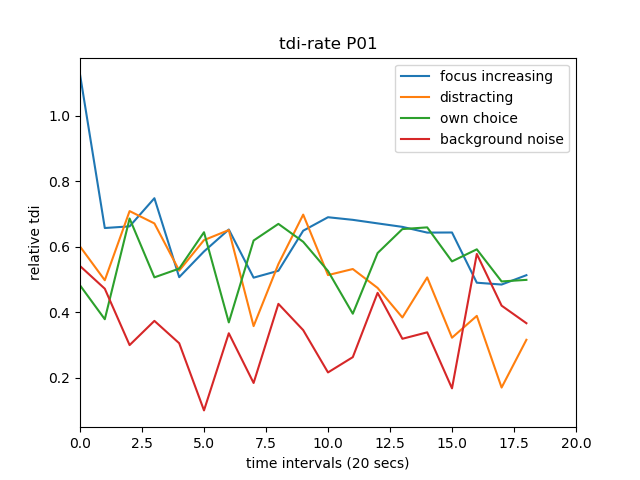 tdi-rate P01
focus increasing
distracting
own choice
background noise
relative tdi
1.0
0.8
0.6
0.4
0.2
0.0 2.5 5.0 7.5 10.0 12.5 15.0 17.5 20.0
time intervals (20 secs)